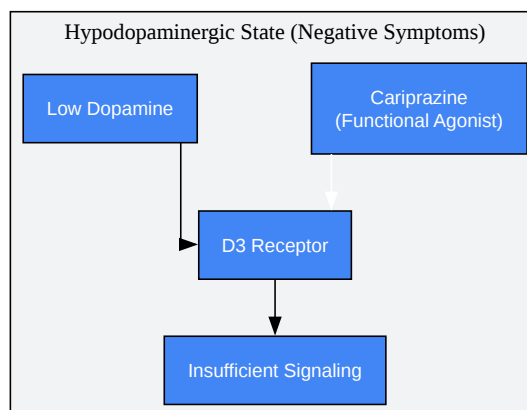 Hypodopaminergic State (Negative Symptoms)
Low Dopamine
Cariprazine
(Functional Agonist)
D3 Receptor
Insufficient Signaling